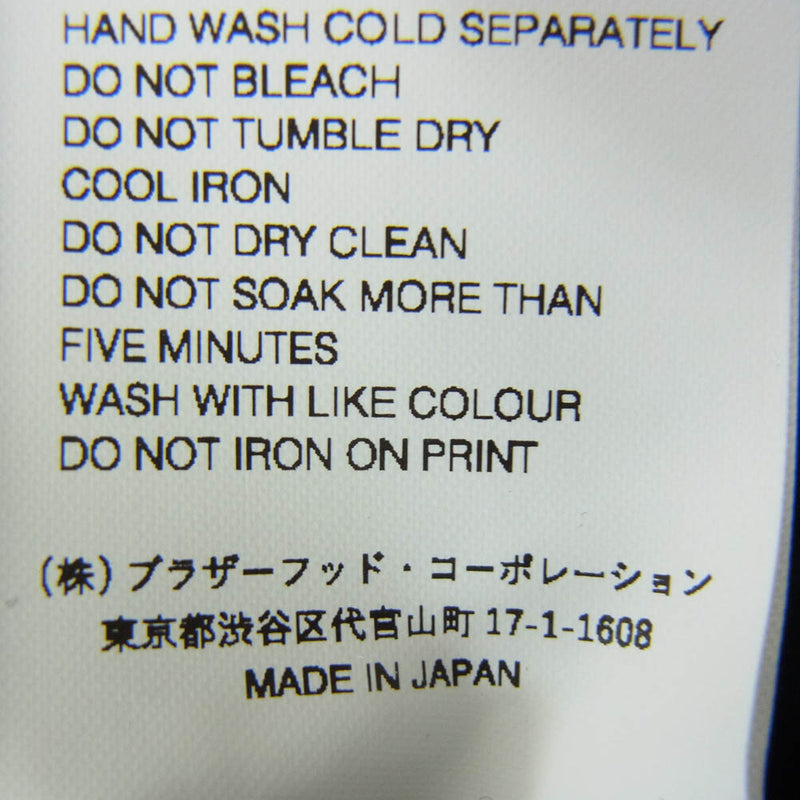 HAND WASH COLD SEPARATELY
DO NOT BLEACH
DO NOT TUMBLE DRY
COOL IRON
DO NOT DRY CLEAN
DO NOT SOAK MORE THAN
FIVE MINUTES
WASH WITH LIKE COLOUR
DO NOT IRON ON PRINT
(株)ブラザーフッド・コーポレーション
東京都渋谷区代官山町 17-1-1608
MADE IN JAPAN